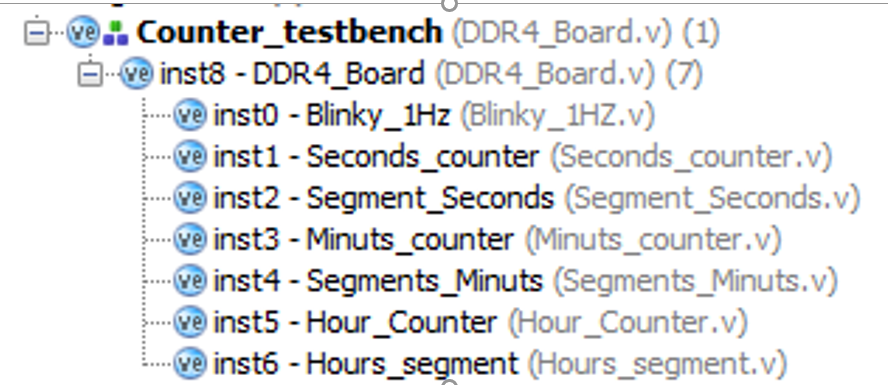 Counter_testbench (DDR4_Board.v) (1)
inst8 - DDR4_Board (DDR4_Board.v) (7)
inst0 - Blinky_1Hz (Blinky_1HZ.v)
inst1 - Seconds_counter (Seconds_counter.v)
inst2 - Segment_Seconds (Segment_Seconds.v)
inst3 - Minuts_counter (Minuts_counter.v)
inst4 - Segments_Minuts (Segments_Minuts.v)
inst5 - Hour_Counter (Hour_Counter.v)
inst6 - Hours_segment (Hours_segment.v)